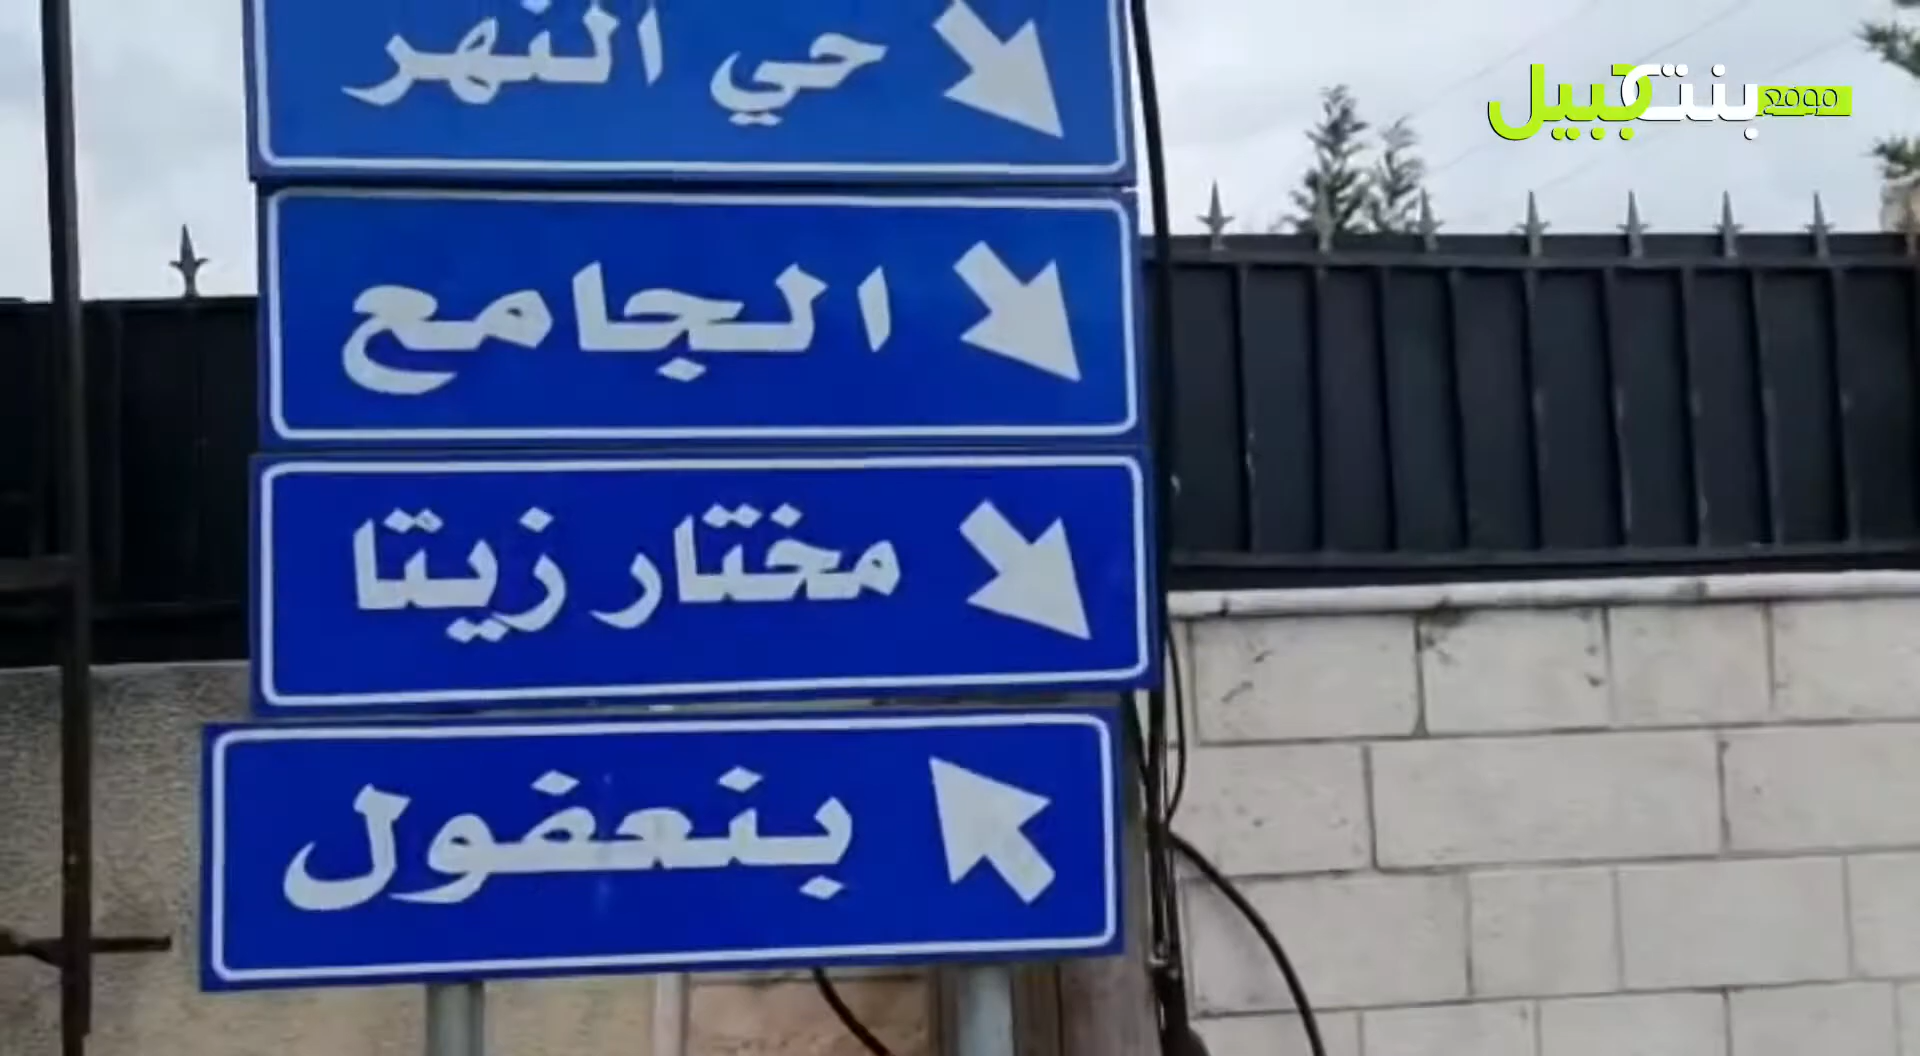 حي النهر
الجامع
مختار زيتا
بنعفول
موقع بنت جبيل